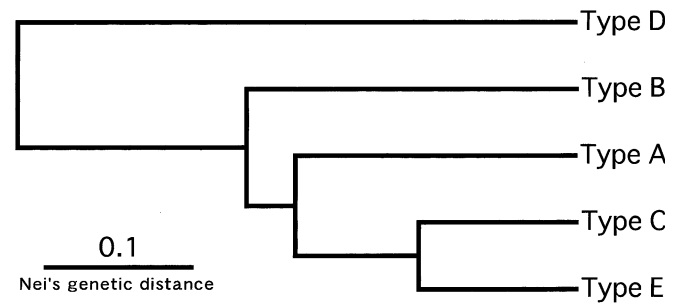 Type D
Type B
Type A
Type C
Type E
0.1
Nei's genetic distance